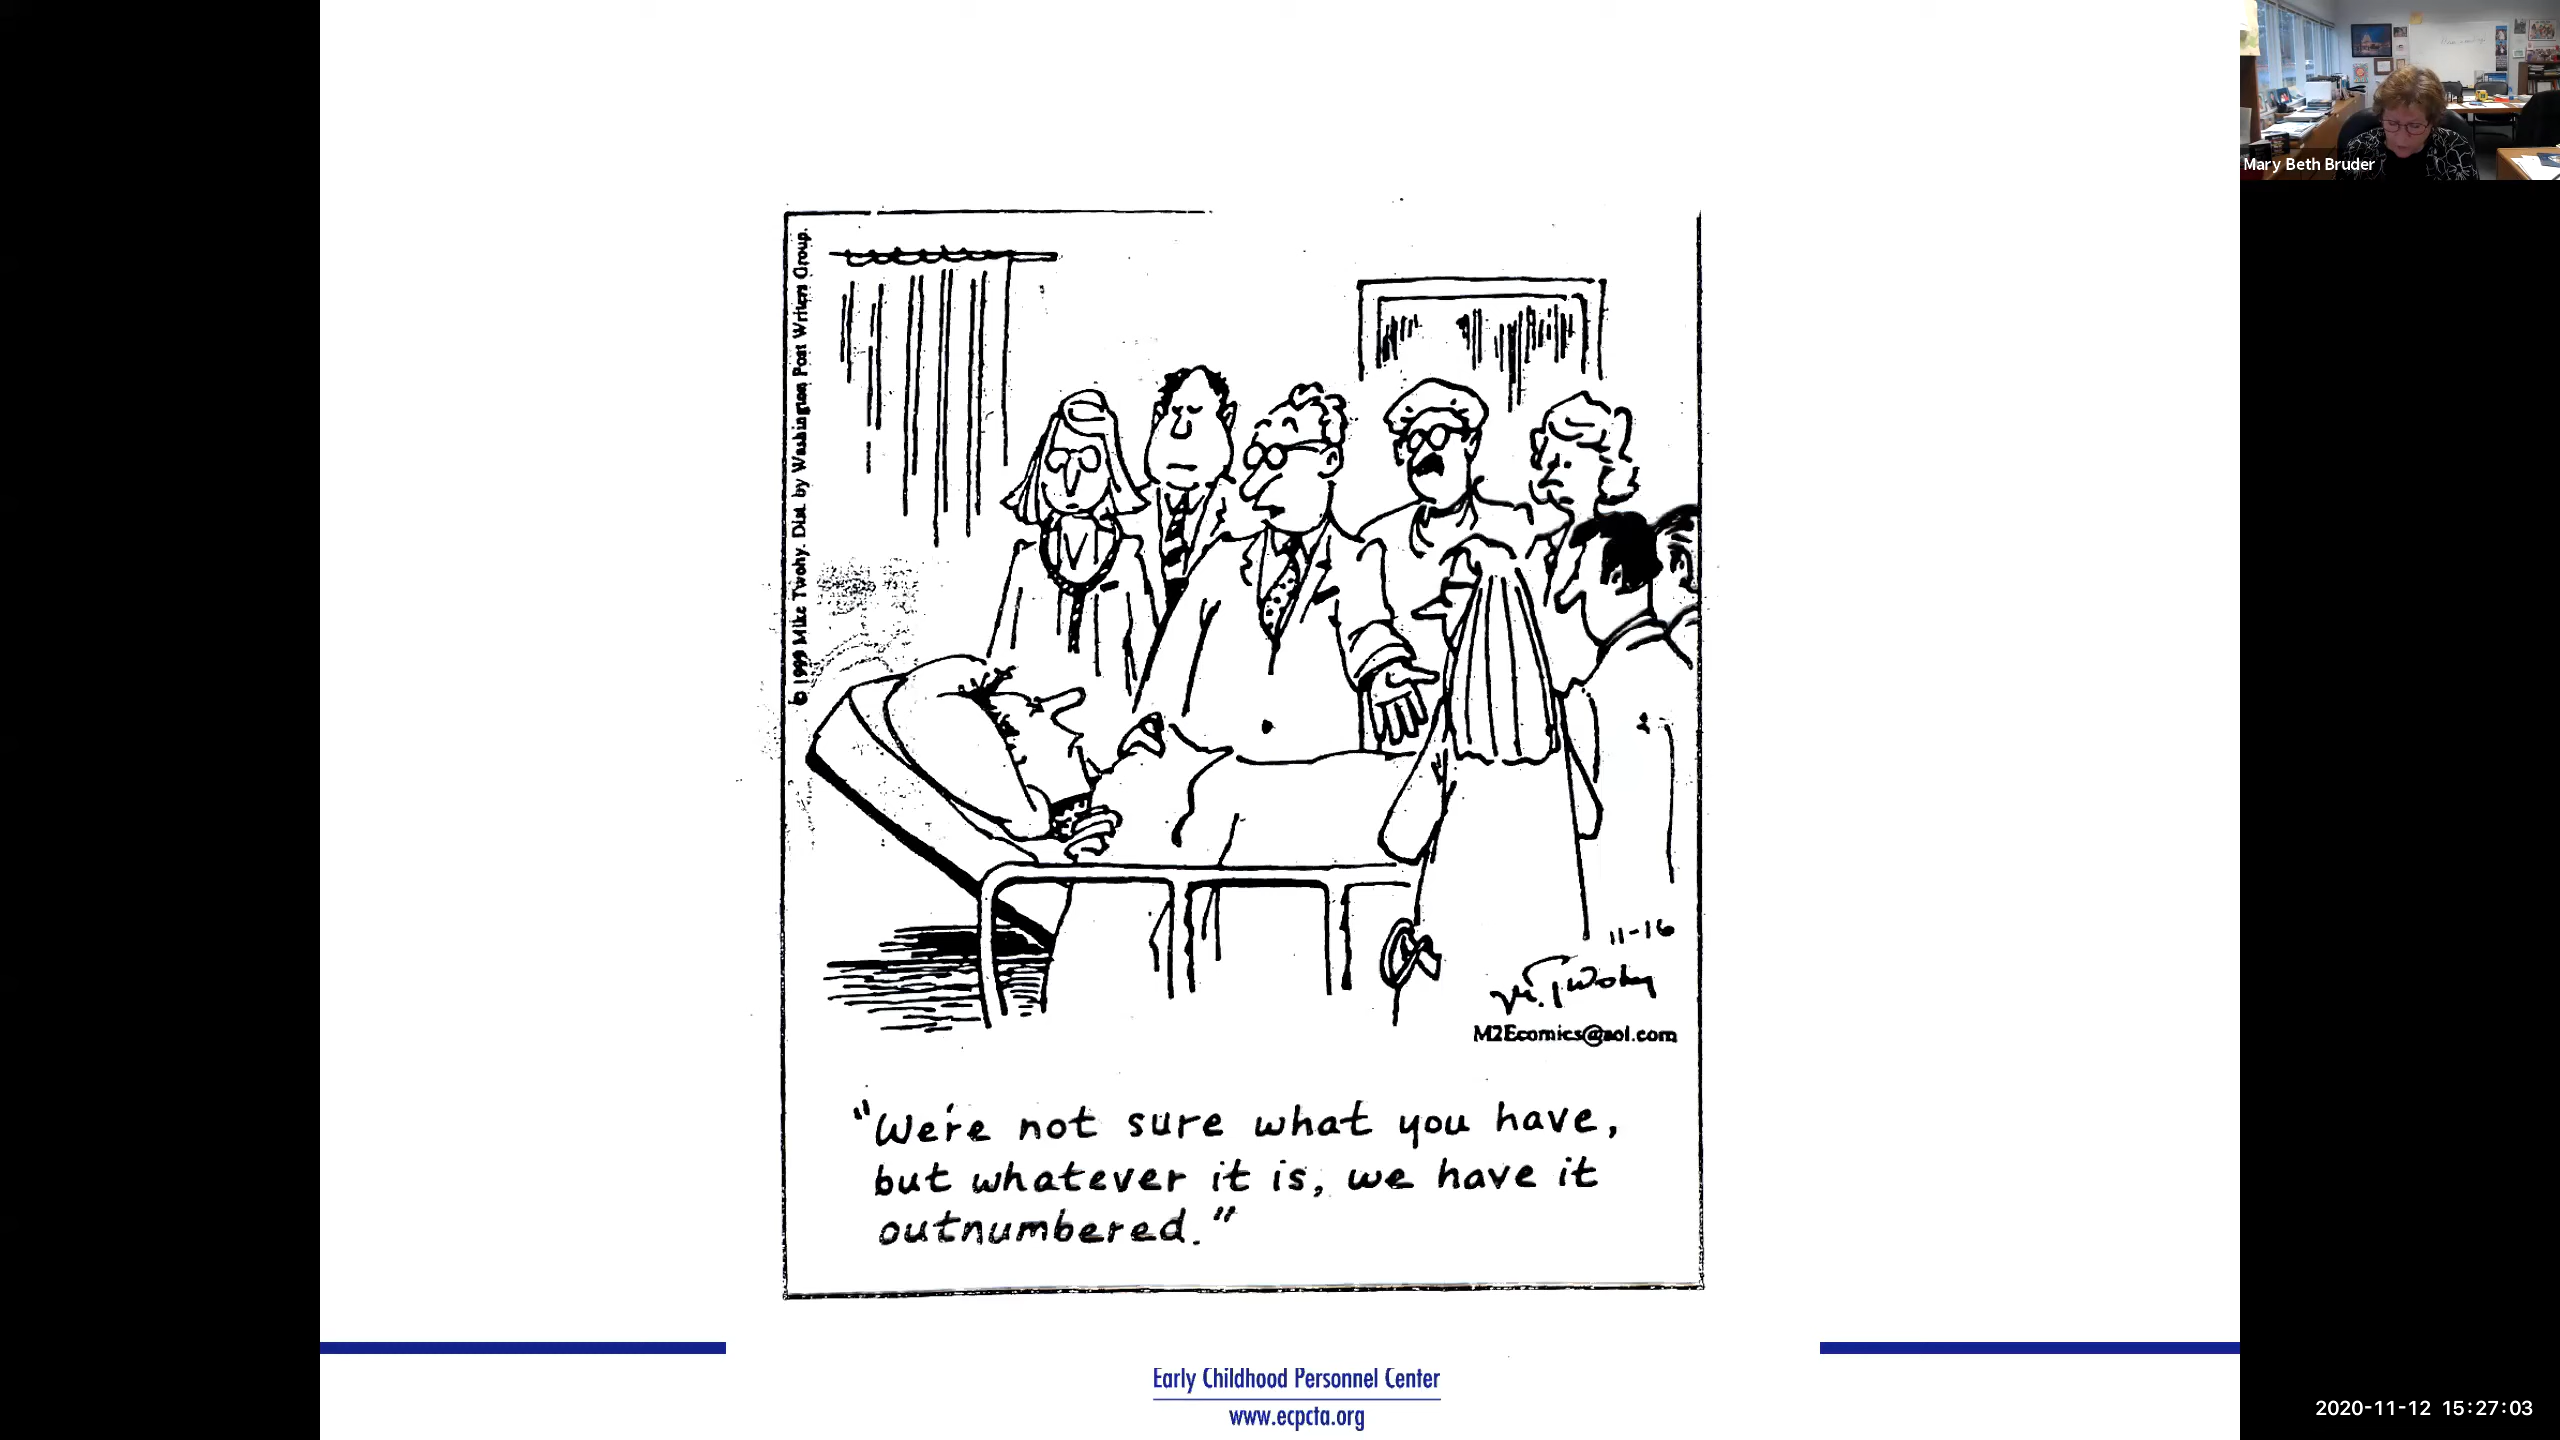 Mary Beth Bruder
© 1999 Mike Twohy. Dist. by Washington Post Writers Group.
11-16
M. Twohy
M2Ecomics@aol.com
"We're not sure what you have,
but whatever it is, we have it
outnumbered."
Early Childhood Personnel Center
www.ecpcta.org
2020-11-12 15:27:03